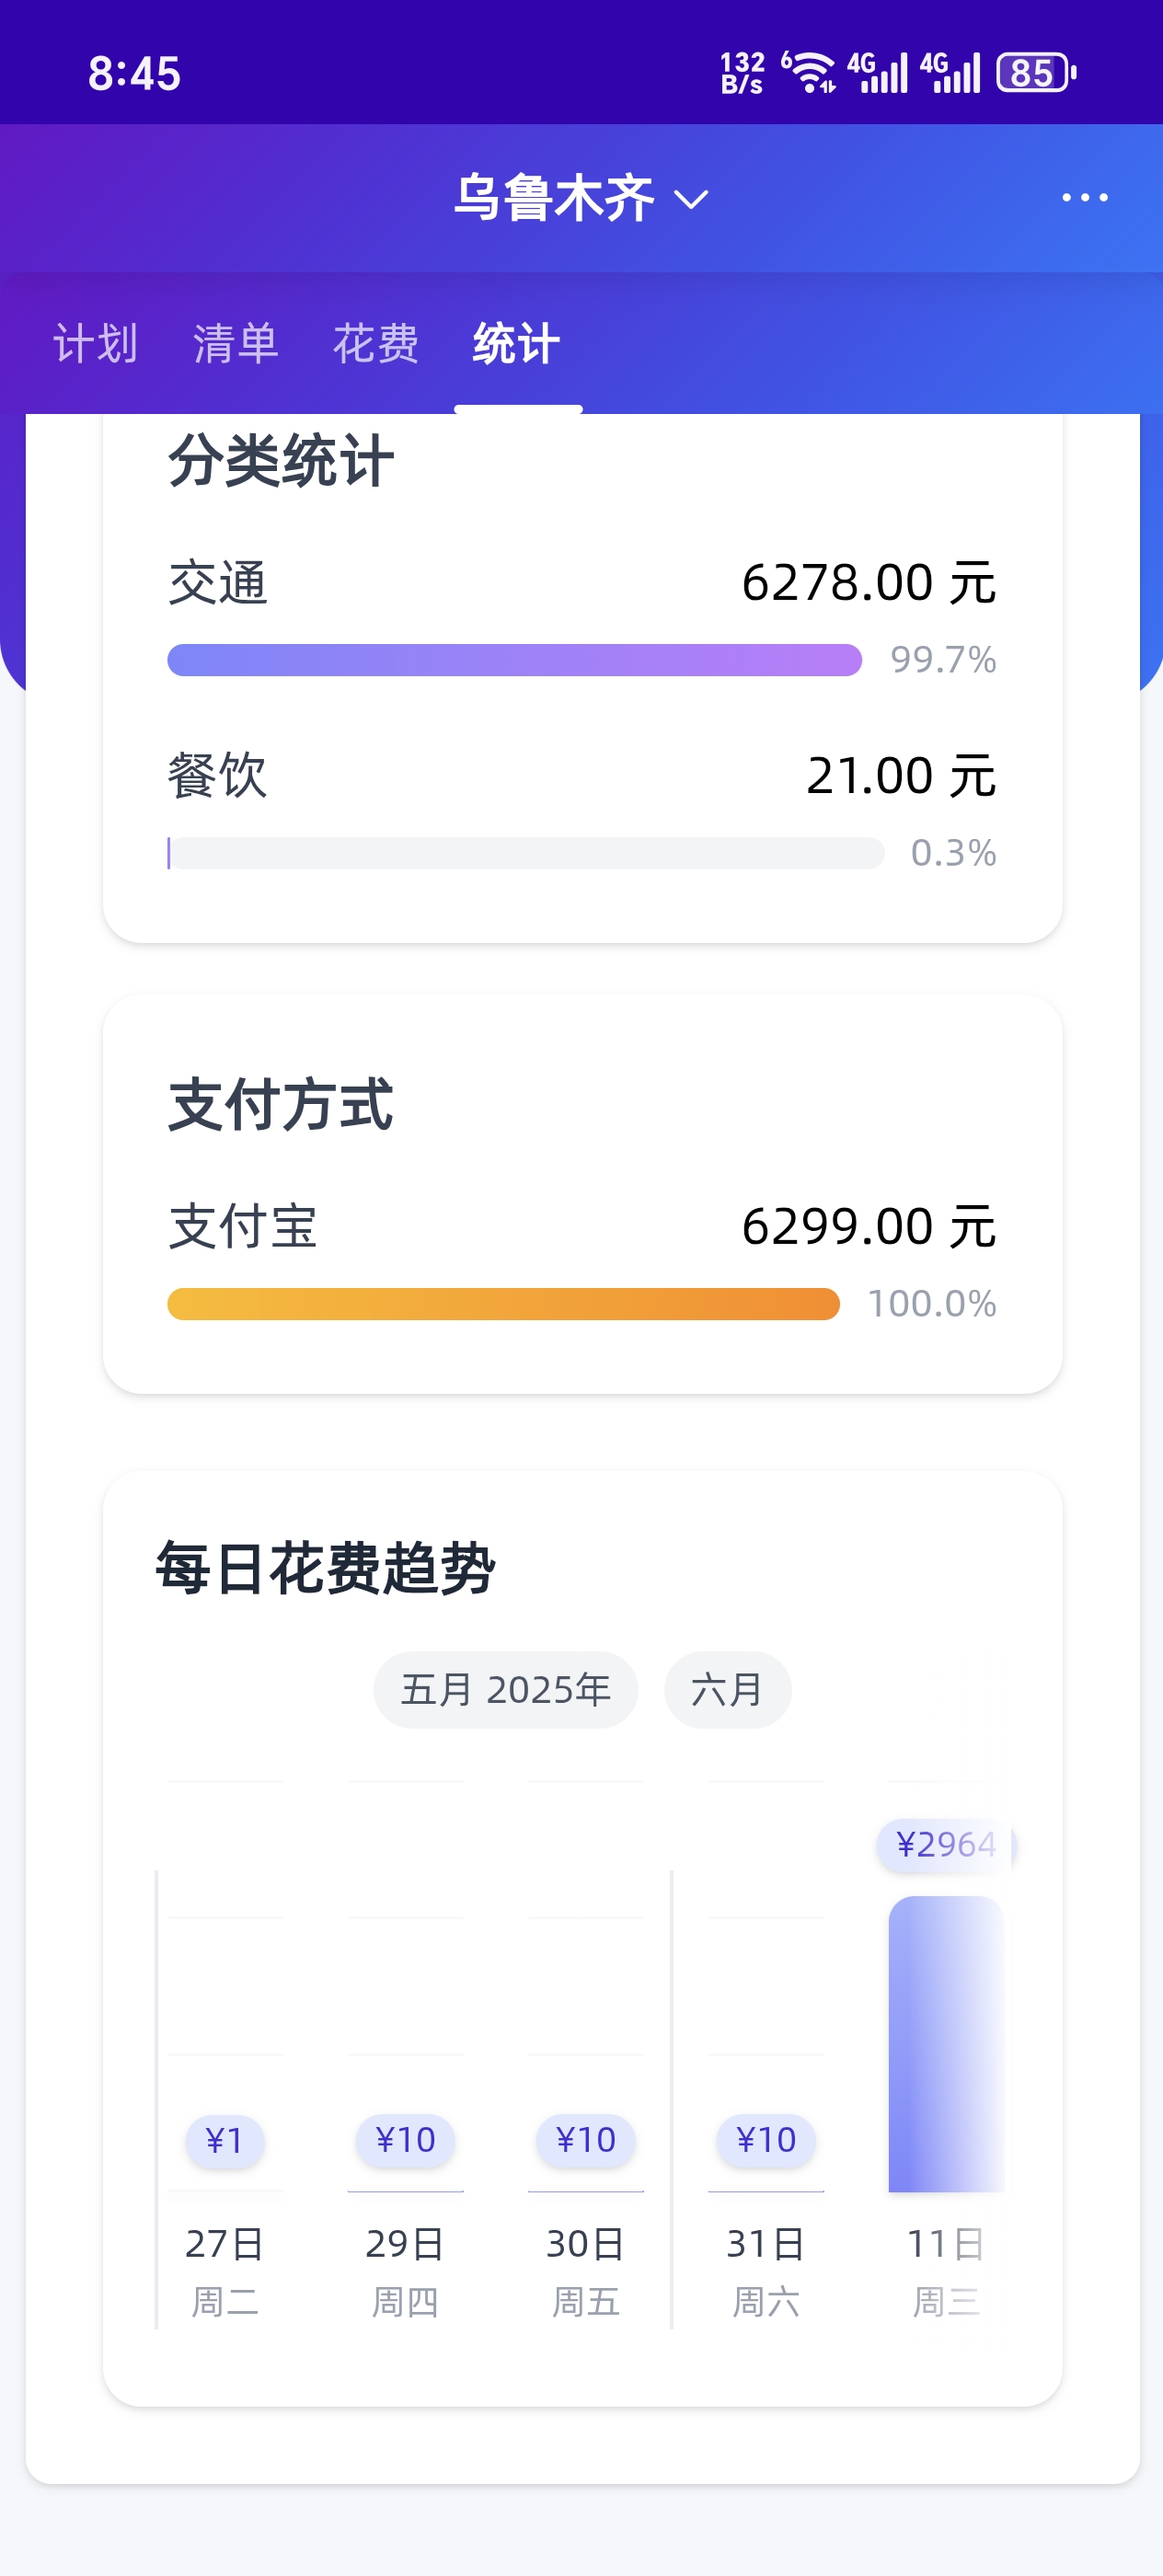 8:45
132 B/s 6 4G 4G 85
乌鲁木齐
计划 清单 花费 统计
分类统计
交通 6278.00 元
99.7%
餐饮 21.00 元
0.3%
支付方式
支付宝 6299.00 元
100.0%
每日花费趋势
五月 2025年 六月
¥2964
¥1 ¥10 ¥10 ¥10
27日 29日 30日 31日 11日
周二 周四 周五 周六 周三